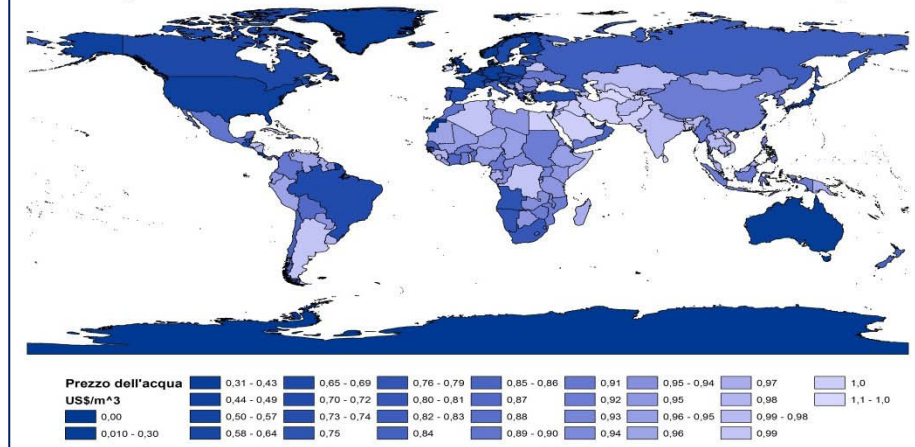 Prezzo dell'acqua
US$/m^3
0,00
0,010 - 0,30
0,31 - 0,43
0,44 - 0,49
0,50 - 0,57
0,58 - 0,64
0,65 - 0,69
0,70 - 0,72
0,73 - 0,74
0,75
0,76 - 0,79
0,80 - 0,81
0,82 - 0,83
0,84
0,85 - 0,86
0,87
0,88
0,89 - 0,90
0,91
0,92
0,93
0,94
0,95 - 0,94
0,95
0,96 - 0,95
0,96
0,97
0,98
0,99 - 0,98
0,99
1,0
1,1 - 1,0